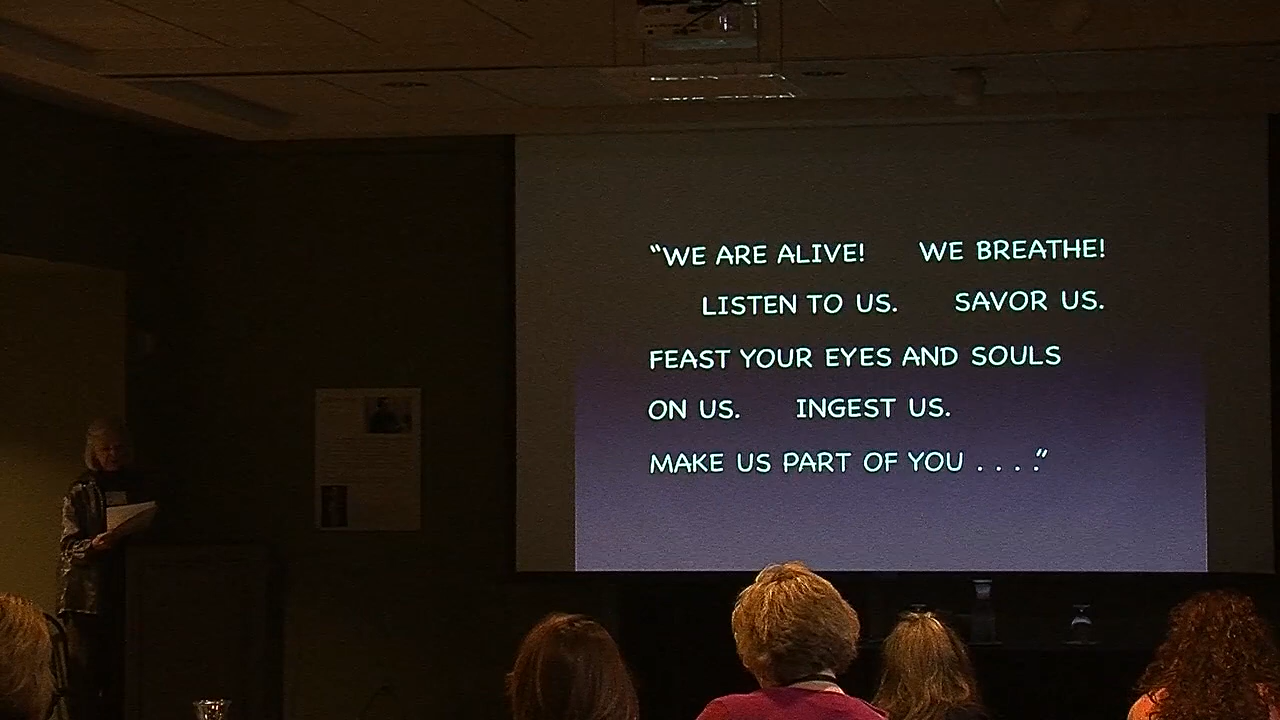 “WE ARE ALIVE! WE BREATHE!
LISTEN TO US. SAVOR US.
FEAST YOUR EYES AND SOULS
ON US. INGEST US.
MAKE US PART OF YOU . . . .”